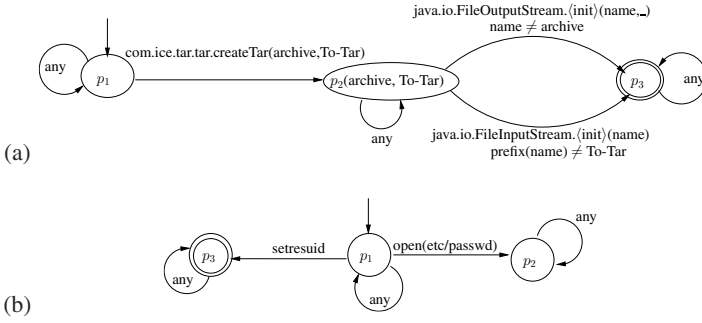 java.io.FileOutputStream.⟨init⟩(name,_)
name ≠ archive
com.ice.tar.tar.createTar(archive,To-Tar)
any
p1
p2(archive, To-Tar)
p3
any
any
java.io.FileInputStream.⟨init⟩(name)
prefix(name) ≠ To-Tar
(a)
any
setresuid
open(etc/passwd)
p3
p1
p2
any
any
(b)